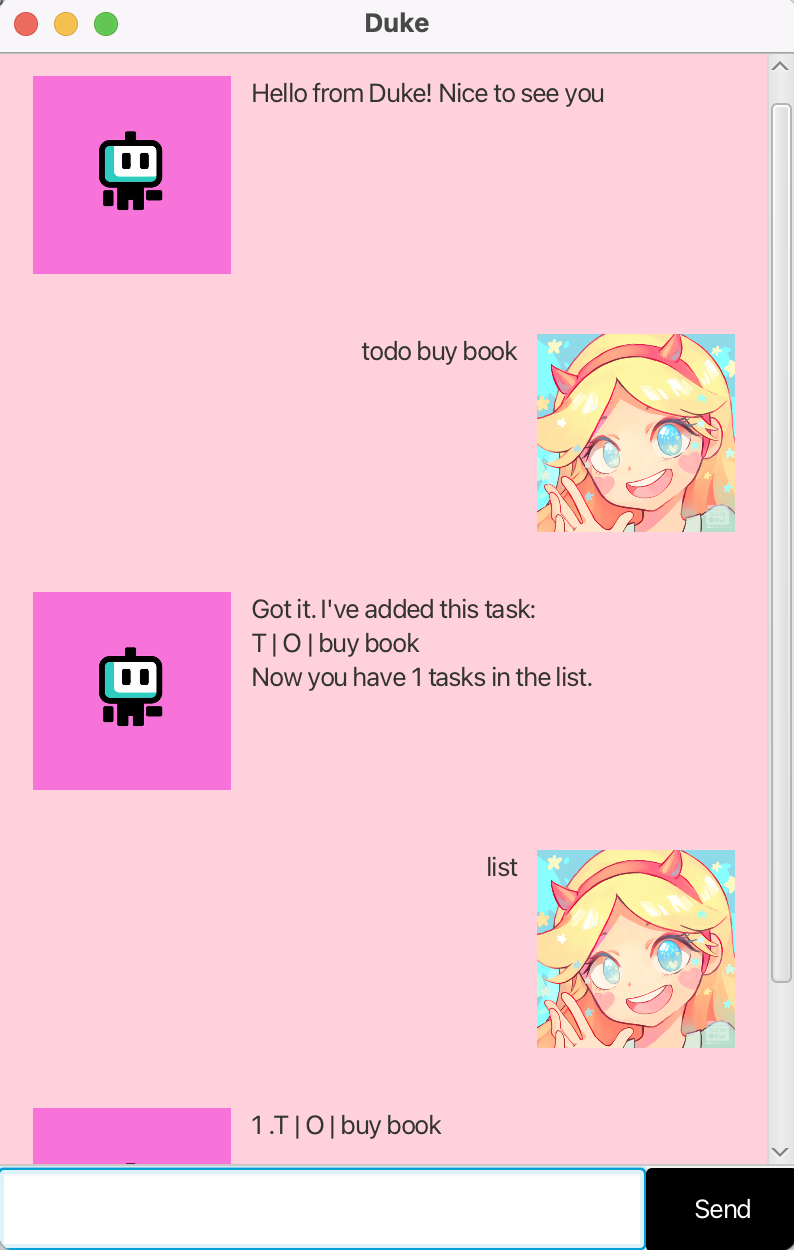 Duke
Hello from Duke! Nice to see you
todo buy book
Got it. I've added this task:
T | O | buy book
Now you have 1 tasks in the list.
list
1 .T | O | buy book
Send